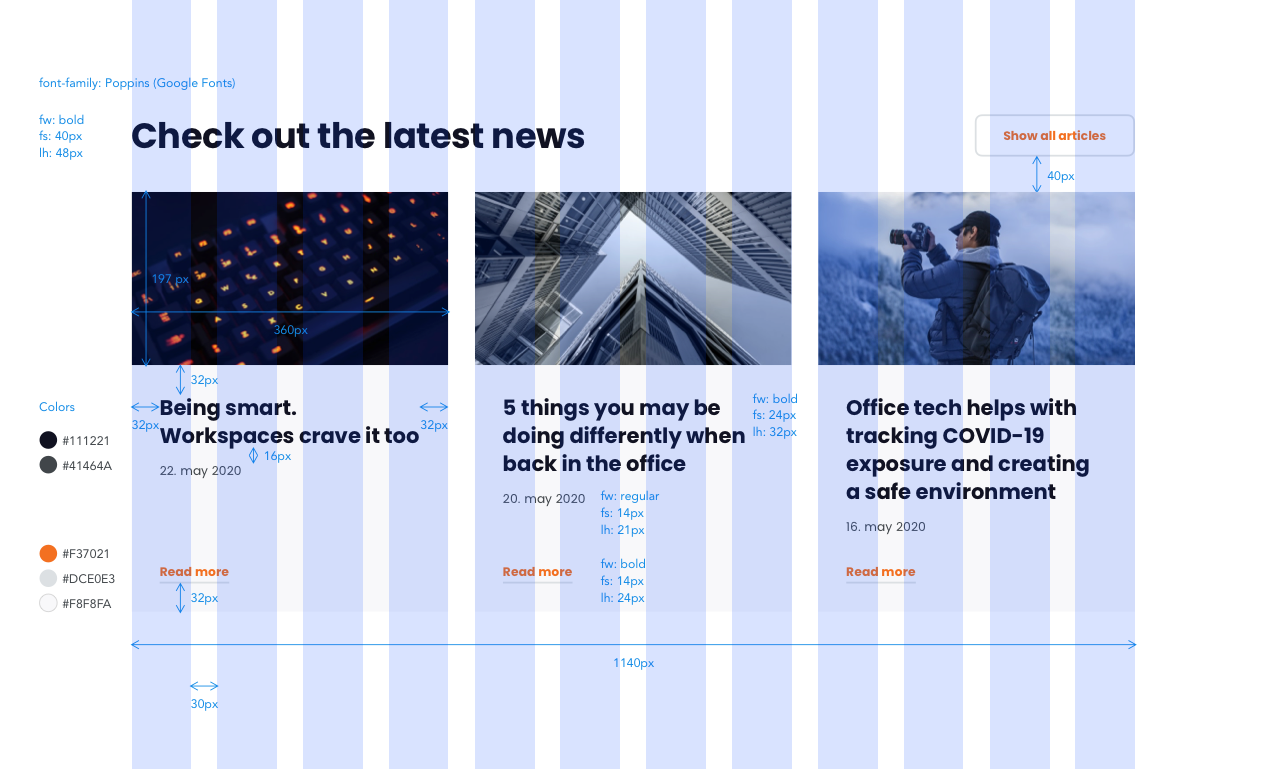 font-family: Poppins (Google Fonts)
fw: bold
fs: 40px
lh: 48px
Check out the latest news
Show all articles
40px
197 px
360px
32px
Colors
32px
32px
#111221
#41464A
#F37021
#DCE0E3
#F8F8FA
Being smart.
Workspaces crave it too
16px
22. may 2020
Read more
32px
5 things you may be
doing differently when
back in the office
fw: bold
fs: 24px
lh: 32px
20. may 2020
fw: regular
fs: 14px
lh: 21px
Read more
fw: bold
fs: 14px
lh: 24px
Office tech helps with
tracking COVID-19
exposure and creating
a safe environment
16. may 2020
Read more
1140px
30px